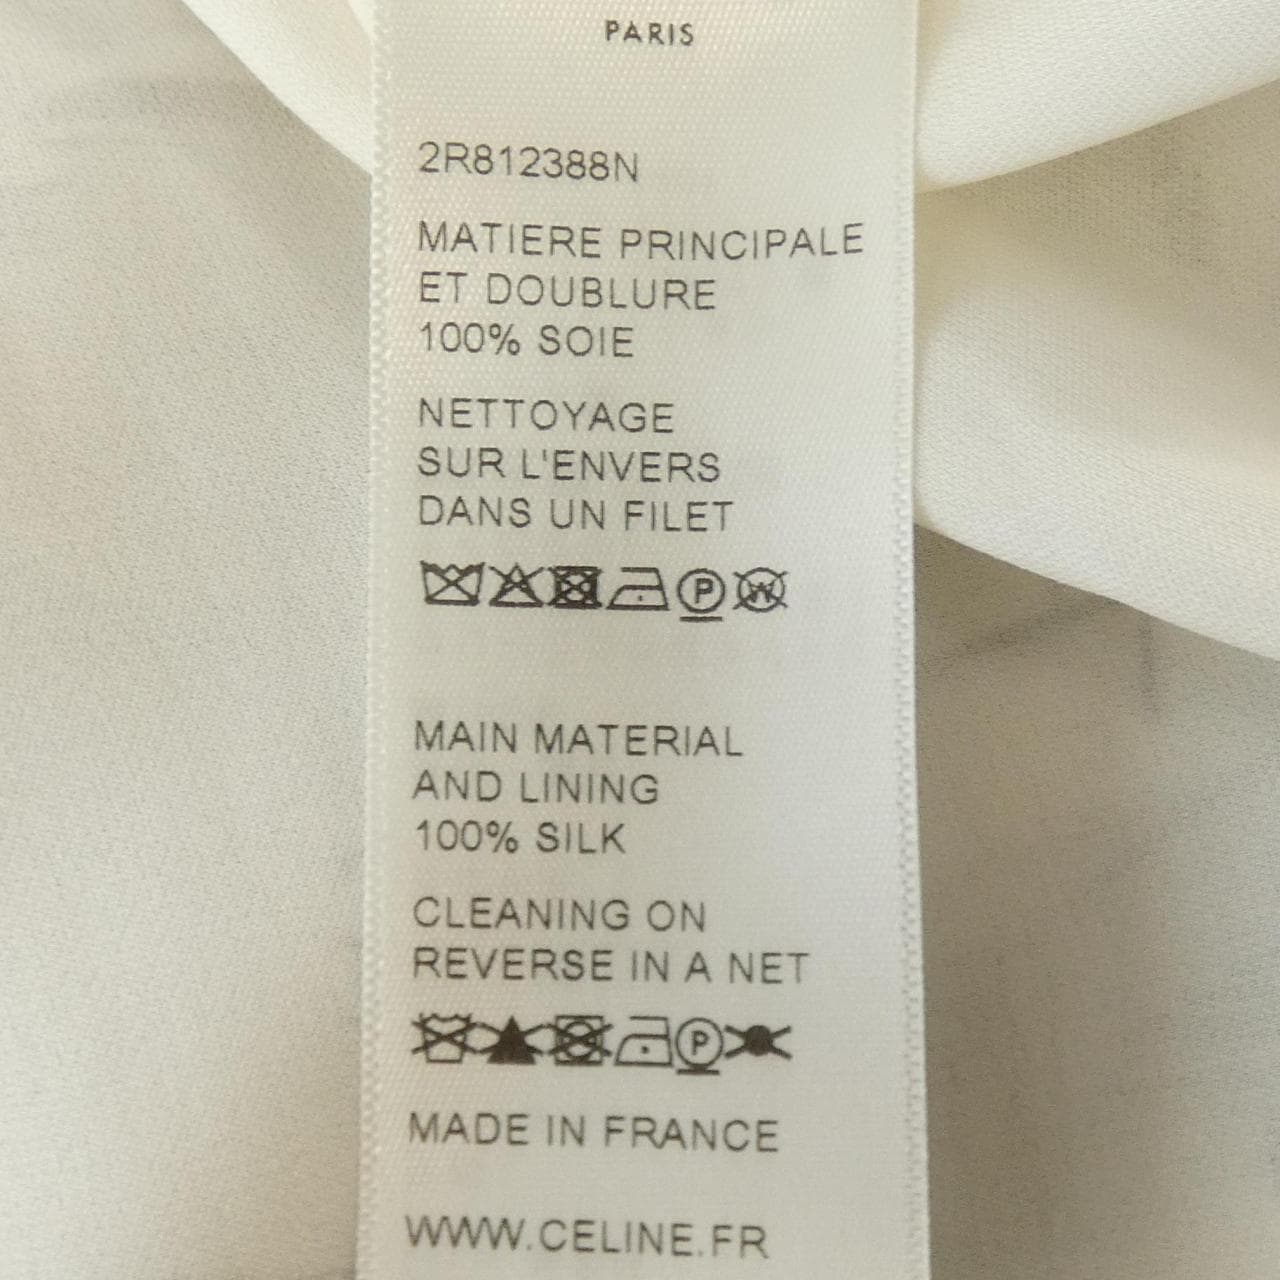 PARIS
2R812388N
MATIERE PRINCIPALE
ET DOUBLURE
100% SOIE
NETTOYAGE
SUR L'ENVERS
DANS UN FILET
P W
MAIN MATERIAL
AND LINING
100% SILK
CLEANING ON
REVERSE IN A NET
P
MADE IN FRANCE
WWW.CELINE.FR